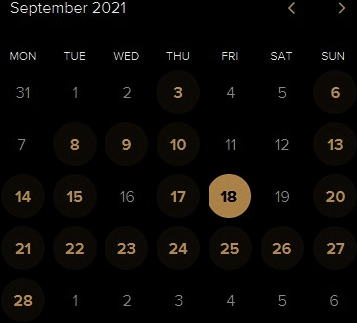 September 2021
MON TUE WED THU FRI SAT SUN
31 1 2 3 4 5 6
7 8 9 10 11 12 13
14 15 16 17 18 19 20
21 22 23 24 25 26 27
28 1 2 3 4 5 6